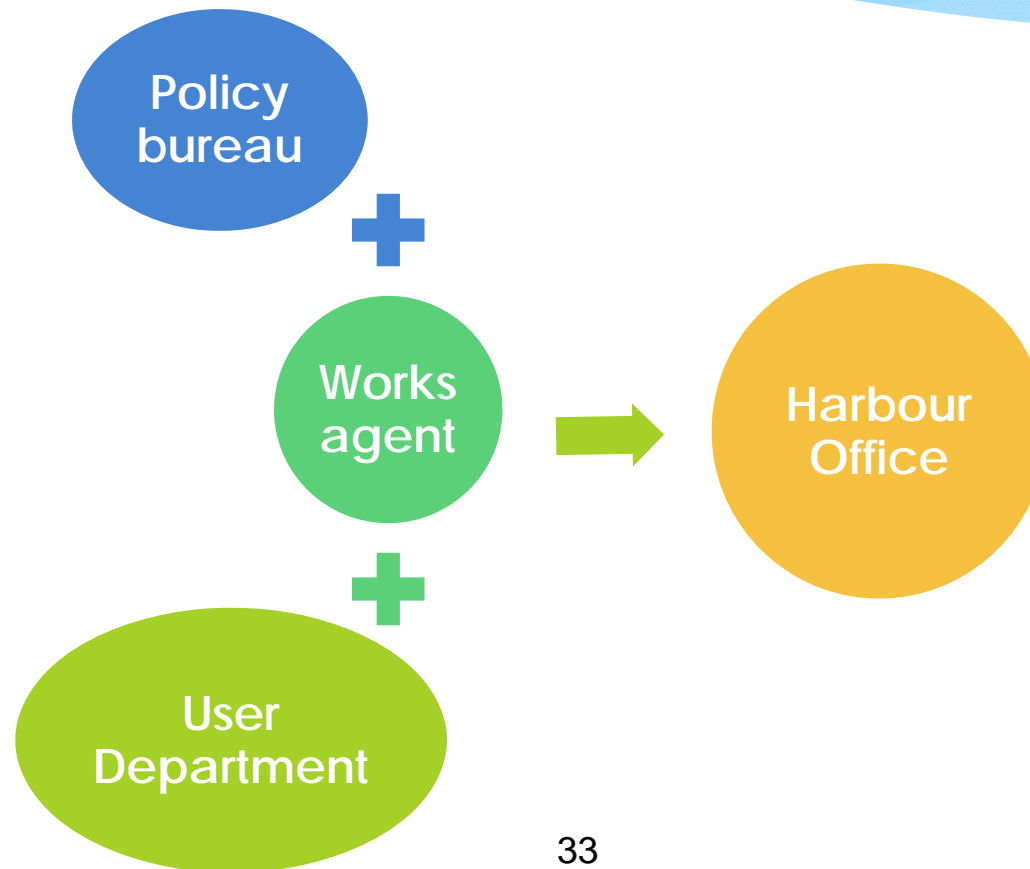 Policy
bureau
Works
agent
Harbour
Office
User
Department
33